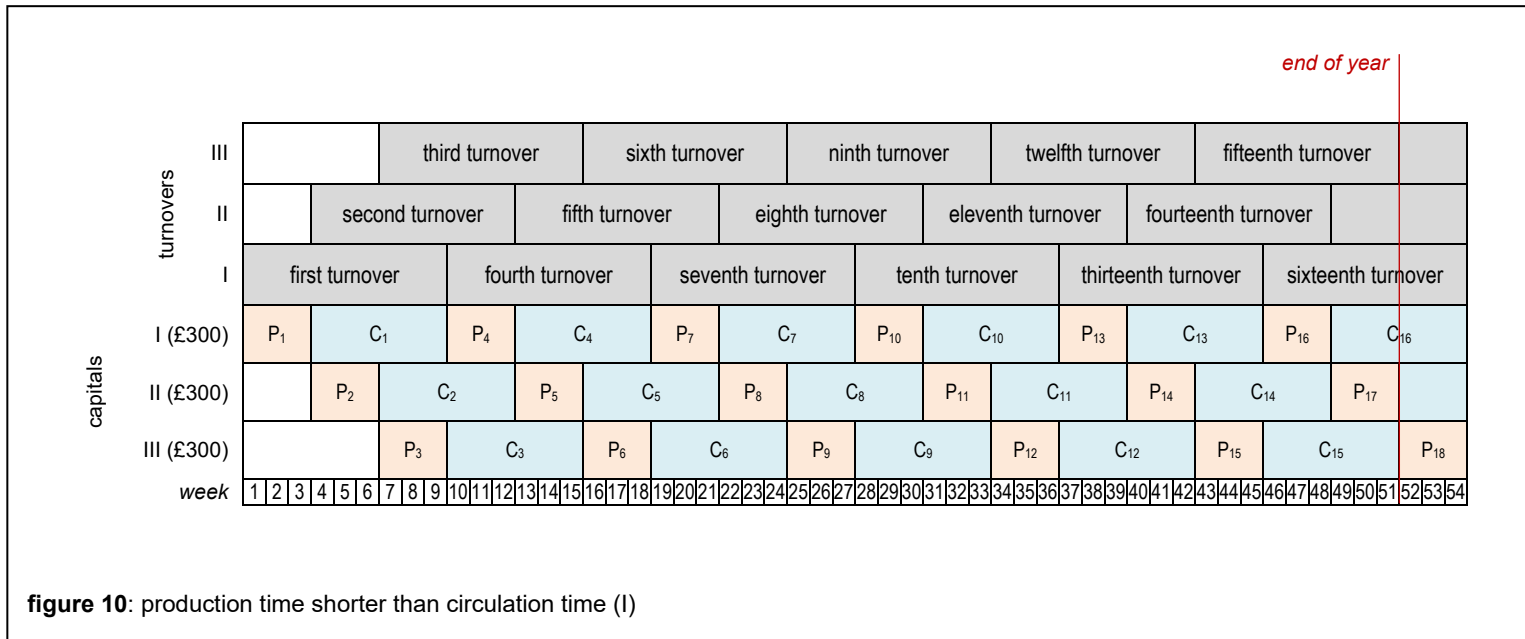 end of year
III third turnover sixth turnover ninth turnover twelfth turnover fifteenth turnover
turnovers
II second turnover fifth turnover eighth turnover eleventh turnover fourteenth turnover
I first turnover fourth turnover seventh turnover tenth turnover thirteenth turnover sixteenth turnover
I (£300) P₁ C₁ P₄ C₄ P₇ C₇ P₁₀ C₁₀ P₁₃ C₁₃ P₁₆ C₁₆
capitals
II (£300) P₂ C₂ P₅ C₅ P₈ C₈ P₁₁ C₁₁ P₁₄ C₁₄ P₁₇
III (£300) P₃ C₃ P₆ C₆ P₉ C₉ P₁₂ C₁₂ P₁₅ C₁₅ P₁₈
week 1 2 3 4 5 6 7 8 9 10 11 12 13 14 15 16 17 18 19 20 21 22 23 24 25 26 27 28 29 30 31 32 33 34 35 36 37 38 39 40 41 42 43 44 45 46 47 48 49 50 51 52 53 54
figure 10: production time shorter than circulation time (I)